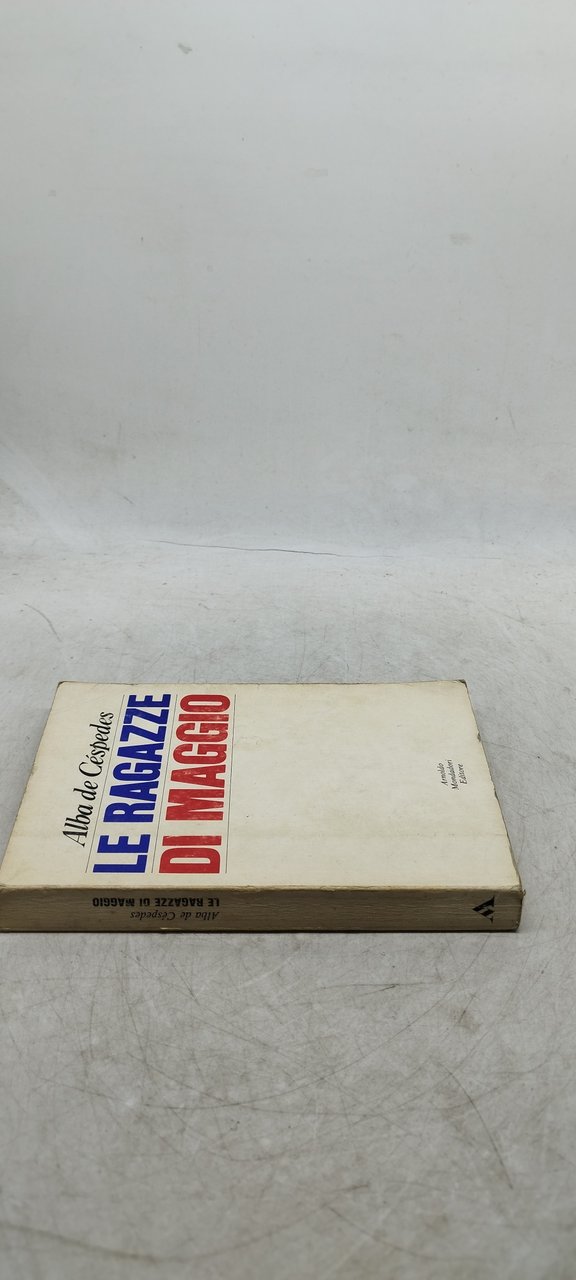 Alba de Céspedes
LE RAGAZZE
DI MAGGIO
Arnoldo
Mondadori
Editore
Alba de Céspedes
LE RAGAZZE DI MAGGIO